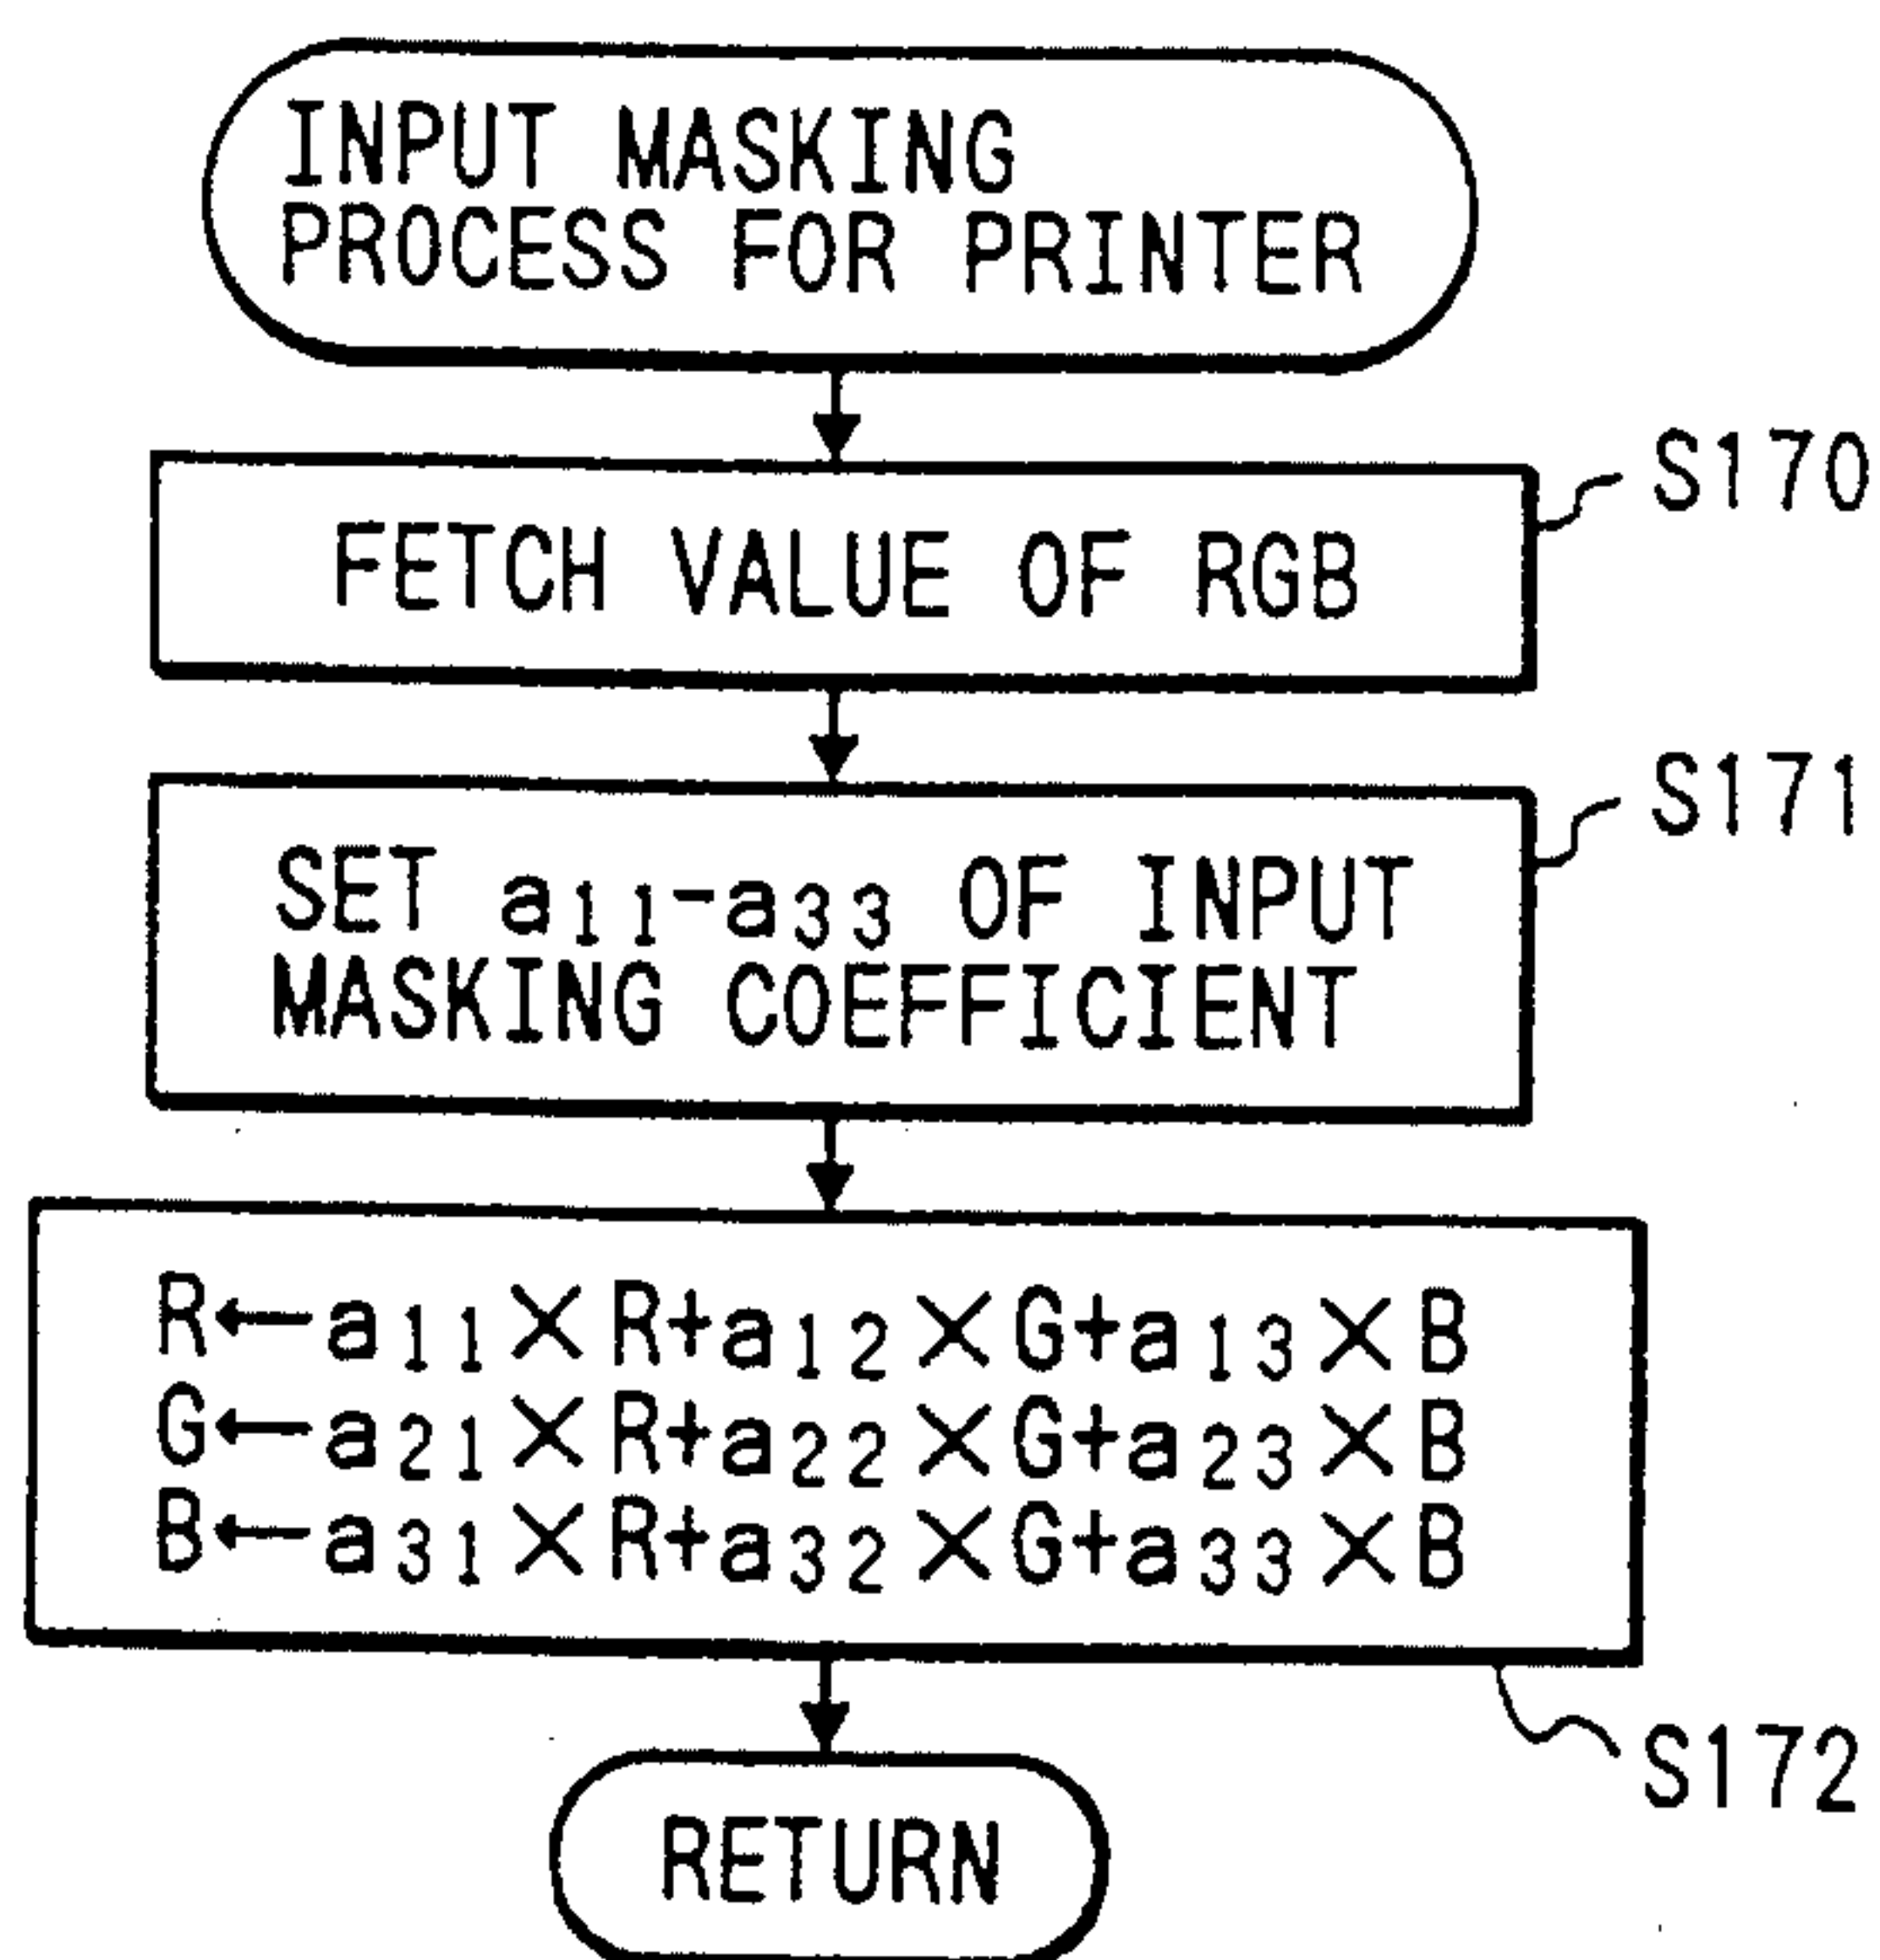 INPUT MASKING
PROCESS FOR PRINTER
S170
FETCH VALUE OF RGB
S171
SET a₁₁-a₃₃ OF INPUT
MASKING COEFFICIENT
R←a₁₁×R+a₁₂×G+a₁₃×B
G←a₂₁×R+a₂₂×G+a₂₃×B
B←a₃₁×R+a₃₂×G+a₃₃×B
S172
RETURN